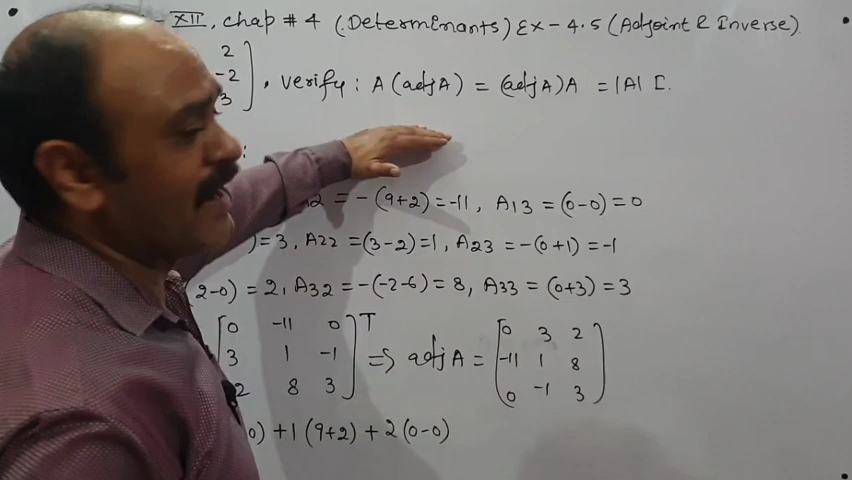 - XII, chap # 4 (Determenants) Ex-4.5 (Adjoint & Inverse)
2
-2
3
, verify: A(adjA) = (adjA)A = |A| I.
:
12 = -(9+2) = -11, A13 = (0-0) = 0
) = 3, A22 = (3-2) = 1, A23 = -(0+1) = -1
2-0) = 2, A32 = -(-2-6) = 8, A33 = (0+3) = 3
[0 -11 0
3 1 -1
2 8 3]T => adjA = [0 3 2
-11 1 8
0 -1 3]
0) + 1(9+2) + 2(0-0)